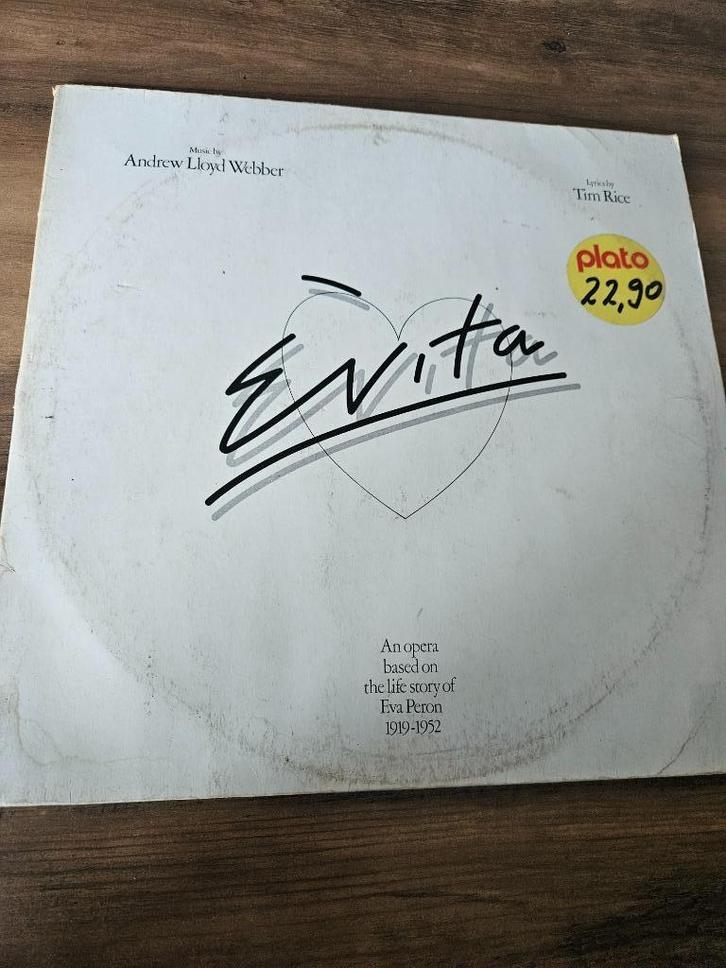 Music by
Andrew Lloyd Webber
Lyrics by
Tim Rice
plato
22,90
Evita
An opera
based on
the life story of
Eva Peron
1919-1952